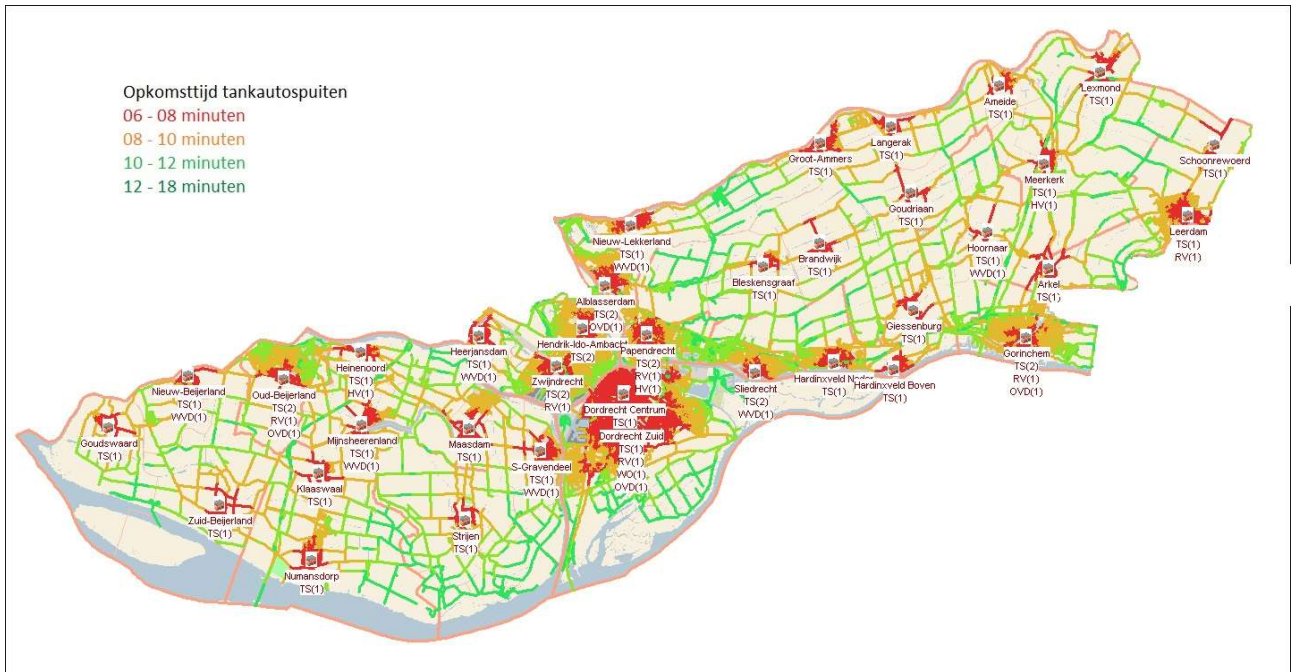 Opkomsttijd tankautospuiten
06 - 08 minuten
08 - 10 minuten
10 - 12 minuten
12 - 18 minuten
Lexmond
TS(1)
Ameide
TS(1)
Langerak
TS(1)
Groot-Ammers
TS(1)
Schoonrewoerd
TS(1)
Meerkerk
TS(1)
HV(1)
Goudriaan
TS(1)
Leerdam
TS(1)
RV(1)
Nieuw-Lekkerland
TS(1)
WVD(1)
Hoornaar
TS(1)
WVD(1)
Brandwijk
TS(1)
Bleskensgraaf
TS(1)
Arkel
TS(1)
Alblasserdam
TS(2)
OVD(1)
Giessenburg
TS(1)
Gorinchem
TS(2)
RV(1)
OVD(1)
Hendrik-Ido-Ambacht
TS(2)
Papendrecht
TS(2)
RV(1)
HV(1)
Heerjansdam
TS(1)
WVD(1)
Heinenoord
TS(1)
HV(1)
Zwijndrecht
TS(2)
RV(1)
Sliedrecht
TS(2)
WVD(1)
Hardinxveld Neder
TS(1)
Hardinxveld Boven
TS(1)
Nieuw-Beijerland
TS(1)
WVD(1)
Oud-Beijerland
TS(2)
RV(1)
OVD(1)
Dordrecht Centrum
TS(1)
Dordrecht Zuid
TS(1)
RV(1)
WO(1)
OVD(1)
Goudswaard
TS(1)
Mijnsheerenland
TS(1)
WVD(1)
Maasdam
TS(1)
S-Gravendeel
TS(1)
WVD(1)
Klaaswaal
TS(1)
Zuid-Beijerland
TS(1)
Strijen
TS(1)
Numansdorp
TS(1)